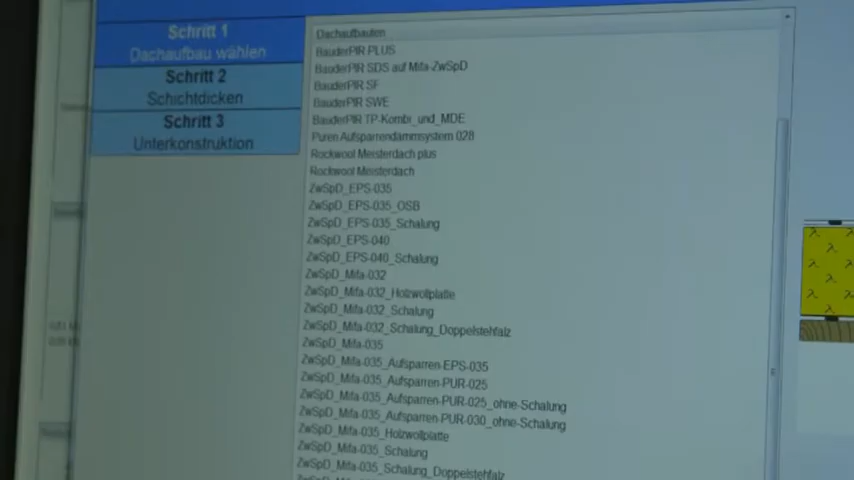 Schritt 1
Dachaufbau wählen
Schritt 2
Schichtdicken
Schritt 3
Unterkonstruktion
Dachaufbauten
BauderPIR PLUS
BauderPIR SDS auf Mifa-ZwSpD
BauderPIR SF
BauderPIR SWE
BauderPIR TP-Kombi_und_MDE
Puren Aufsparrendämmsystem 028
Rockwool Meisterdach plus
Rockwool Meisterdach
ZwSpD_EPS-035
ZwSpD_EPS-035_OSB
ZwSpD_EPS-035_Schalung
ZwSpD_EPS-040
ZwSpD_EPS-040_Schalung
ZwSpD_Mifa-032
ZwSpD_Mifa-032_Holzwollplatte
ZwSpD_Mifa-032_Schalung
ZwSpD_Mifa-032_Schalung_Doppelstehfalz
ZwSpD_Mifa-035
ZwSpD_Mifa-035_Aufsparren-EPS-035
ZwSpD_Mifa-035_Aufsparren-PUR-025
ZwSpD_Mifa-035_Aufsparren-PUR-025_ohne-Schalung
ZwSpD_Mifa-035_Aufsparren-PUR-030_ohne-Schalung
ZwSpD_Mifa-035_Holzwollplatte
ZwSpD_Mifa-035_Schalung
ZwSpD_Mifa-035_Schalung_Doppelstehfalz